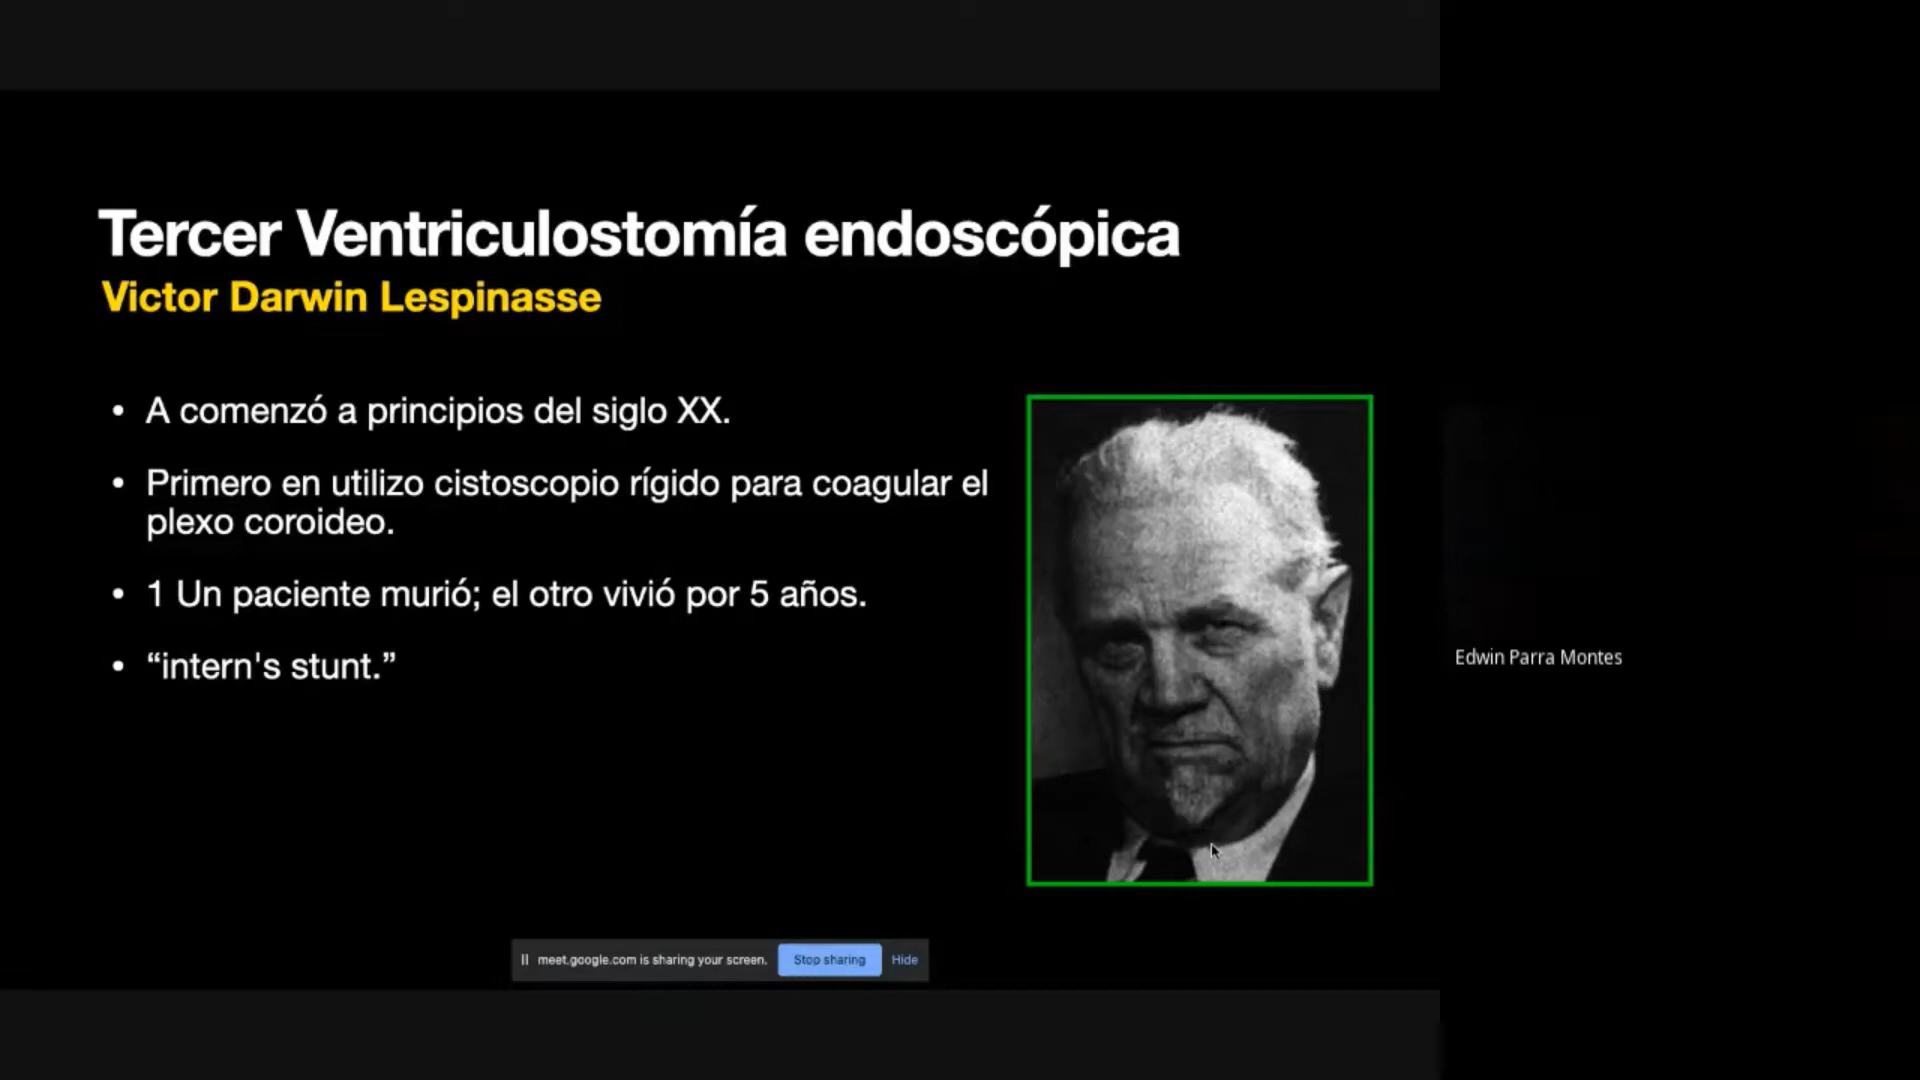 Tercer Ventriculostomía endoscópica
Victor Darwin Lespinasse
• A comenzó a principios del siglo XX.
• Primero en utilizo cistoscopio rígido para coagular el
plexo coroideo.
• 1 Un paciente murió; el otro vivió por 5 años.
• “intern's stunt.”
Edwin Parra Montes
meet.google.com is sharing your screen. Stop sharing Hide